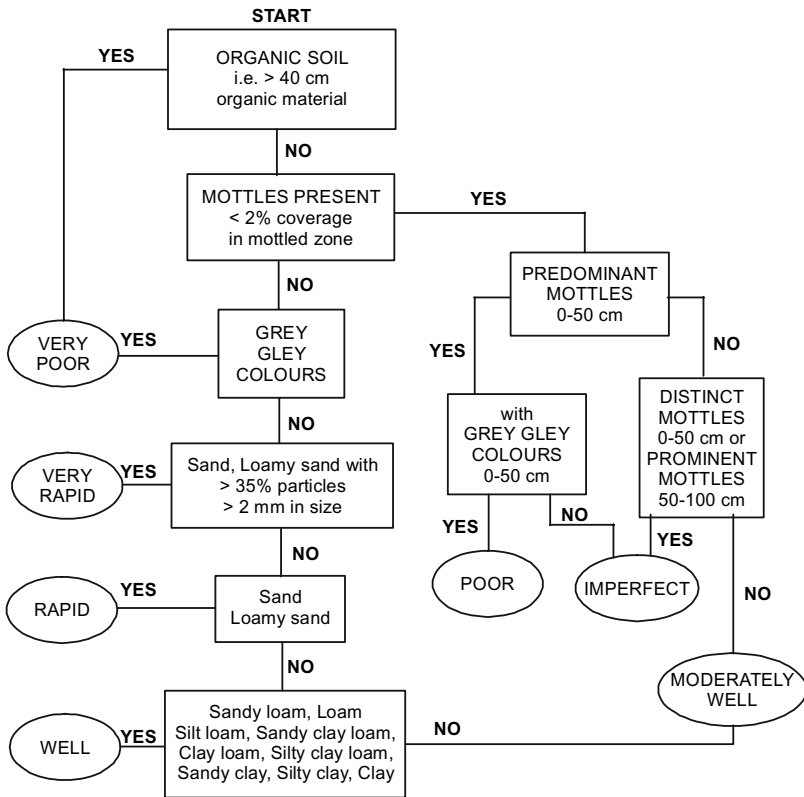 START
YES
ORGANIC SOIL
i.e. > 40 cm
organic material
NO
MOTTLES PRESENT
< 2% coverage
in mottled zone
YES
NO
PREDOMINANT
MOTTLES
0-50 cm
VERY
POOR
YES
GREY
GLEY
COLOURS
YES
NO
NO
with
GREY GLEY
COLOURS
0-50 cm
DISTINCT
MOTTLES
0-50 cm or
PROMINENT
MOTTLES
50-100 cm
VERY
RAPID
YES
Sand, Loamy sand with
> 35% particles
> 2 mm in size
YES
NO
YES
NO
POOR
IMPERFECT
NO
RAPID
YES
Sand
Loamy sand
NO
MODERATELY
WELL
WELL
YES
Sandy loam, Loam
Silt loam, Sandy clay loam,
Clay loam, Silty clay loam,
Sandy clay, Silty clay, Clay
NO